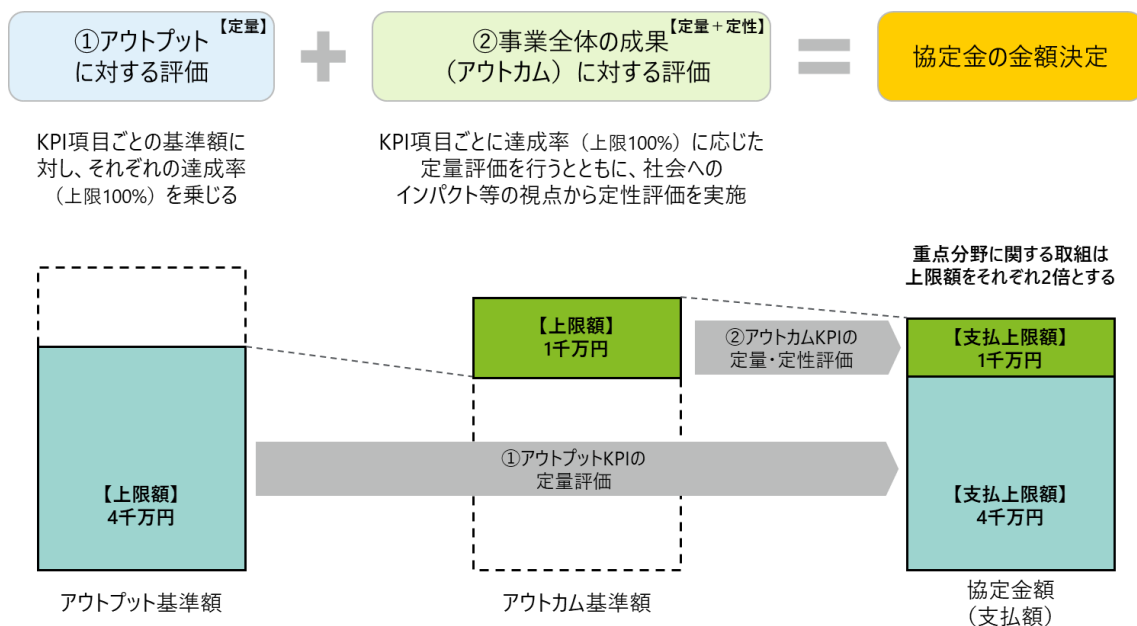 ①アウトプット
に対する評価
【定量】
+
②事業全体の成果
（アウトカム）に対する評価
【定量＋定性】
=
協定金の金額決定
KPI項目ごとの基準額に
対し、それぞれの達成率
（上限100%）を乗じる
KPI項目ごとに達成率（上限100%）に応じた
定量評価を行うとともに、社会への
インパクト等の視点から定性評価を実施
重点分野に関する取組は
上限額をそれぞれ2倍とする
【上限額】
1千万円
②アウトカムKPIの
定量・定性評価
【支払上限額】
1千万円
①アウトプットKPIの
定量評価
【上限額】
4千万円
【支払上限額】
4千万円
アウトプット基準額
アウトカム基準額
協定金額
（支払額）